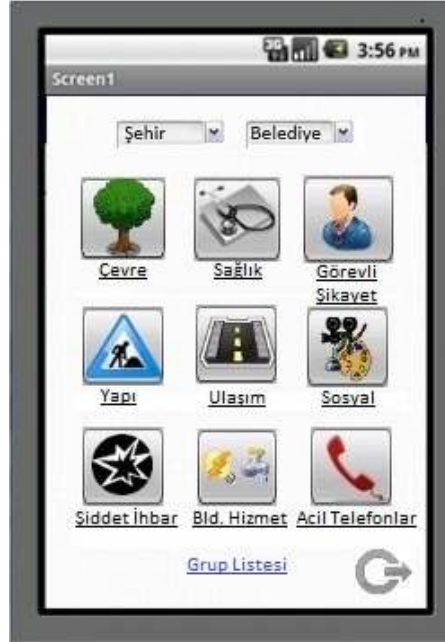 3G
3:56 PM
Screen1
Şehir Belediye
Çevre Sağlık Görevli
Şikayet
Yapı Ulaşım Sosyal
Şiddet İhbar Bld. Hizmet Acil Telefonlar
Grup Listesi